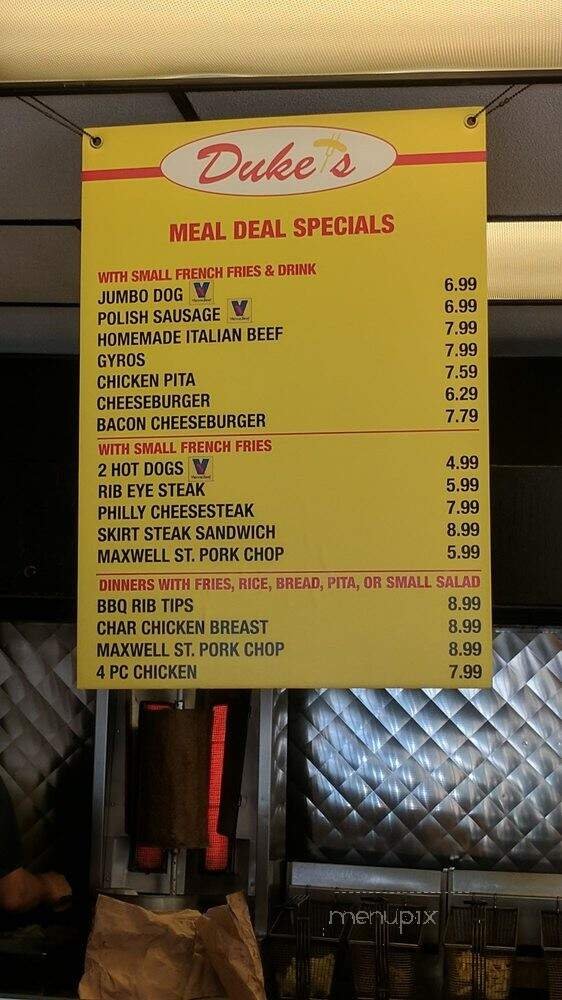 Duke's
MEAL DEAL SPECIALS
WITH SMALL FRENCH FRIES & DRINK
JUMBO DOG 6.99
POLISH SAUSAGE 6.99
HOMEMADE ITALIAN BEEF 7.99
GYROS 7.99
CHICKEN PITA 7.59
CHEESEBURGER 6.29
BACON CHEESEBURGER 7.79
WITH SMALL FRENCH FRIES
2 HOT DOGS 4.99
RIB EYE STEAK 5.99
PHILLY CHEESESTEAK 7.99
SKIRT STEAK SANDWICH 8.99
MAXWELL ST. PORK CHOP 5.99
DINNERS WITH FRIES, RICE, BREAD, PITA, OR SMALL SALAD
BBQ RIB TIPS 8.99
CHAR CHICKEN BREAST 8.99
MAXWELL ST. PORK CHOP 8.99
4 PC CHICKEN 7.99
menupix